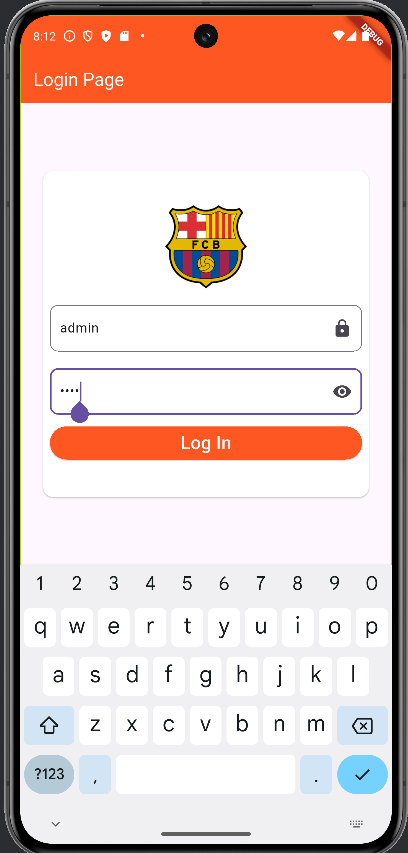 8:12
DEBUG
Login Page
FCB
admin
••••
Log In
1 2 3 4 5 6 7 8 9 0
q w e r t y u i o p
a s d f g h j k l
z x c v b n m
?123 , .